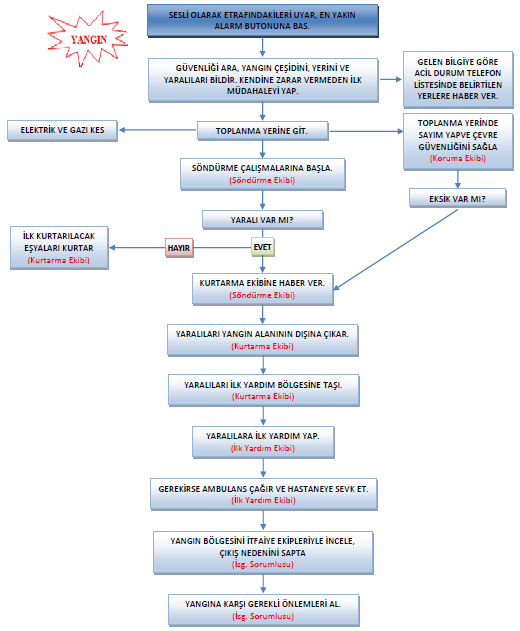 YANGIN
SESLİ OLARAK ETRAFINDAKİLERİ UYAR, EN YAKIN
ALARM BUTONUNA BAS.
GÜVENLİĞİ ARA, YANGIN ÇEŞİDİNİ, YERİNİ VE
YARALILARI BİLDİR. KENDİNE ZARAR VERMEDEN İLK
MÜDAHALEYİ YAP.
GELEN BİLGİYE GÖRE
ACİL DURUM TELEFON
LİSTESİNDE BELİRTİLEN
YERLERE HABER VER.
ELEKTRİK VE GAZI KES
TOPLANMA YERİNE GİT.
TOPLANMA YERİNDE
SAYIM YAPVE ÇEVRE
GÜVENLİĞİNİ SAĞLA
(Koruma Ekibi)
SÖNDÜRME ÇALIŞMALARINA BAŞLA.
(Söndürme Ekibi)
EKSİK VAR MI?
YARALI VAR MI?
İLK KURTARILACAK
EŞYALARI KURTAR
(Kurtarma Ekibi)
HAYIR
EVET
KURTARMA EKİBİNE HABER VER.
(Söndürme Ekibi)
YARALILARI YANGIN ALANININ DIŞINA ÇIKAR.
(Kurtarma Ekibi)
YARALILARI İLK YARDIM BÖLGESİNE TAŞI.
(Kurtarma Ekibi)
YARALILARA İLK YARDIM YAP.
(İlk Yardım Ekibi)
GEREKİRSE AMBULANS ÇAĞIR VE HASTANEYE SEVK ET.
(İlk Yardım Ekibi)
YANGIN BÖLGESİNİ İTFAİYE EKİPLERİYLE İNCELE,
ÇIKIŞ NEDENİNİ SAPTA
(İsg. Sorumlusu)
YANGINA KARŞI GEREKLİ ÖNLEMLERİ AL.
(İsg. Sorumlusu)